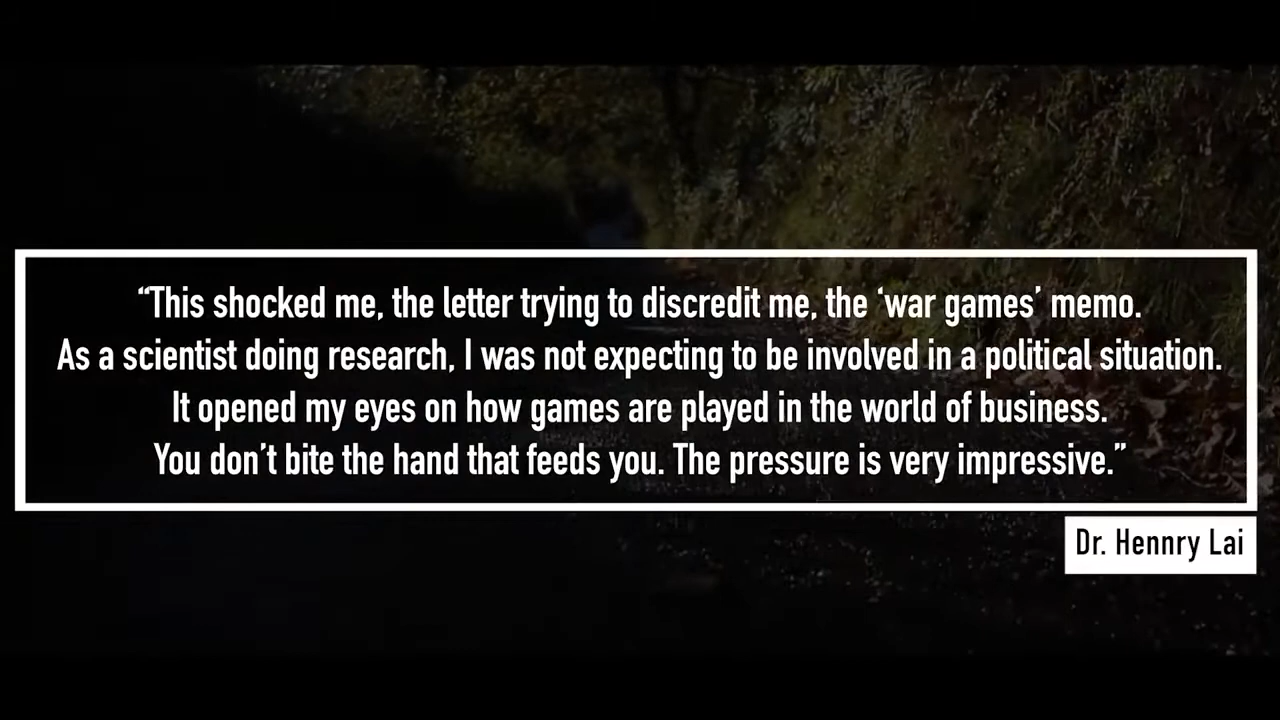 “This shocked me, the letter trying to discredit me, the ‘war games’ memo.
As a scientist doing research, I was not expecting to be involved in a political situation.
It opened my eyes on how games are played in the world of business.
You don’t bite the hand that feeds you. The pressure is very impressive.”
Dr. Hennry Lai